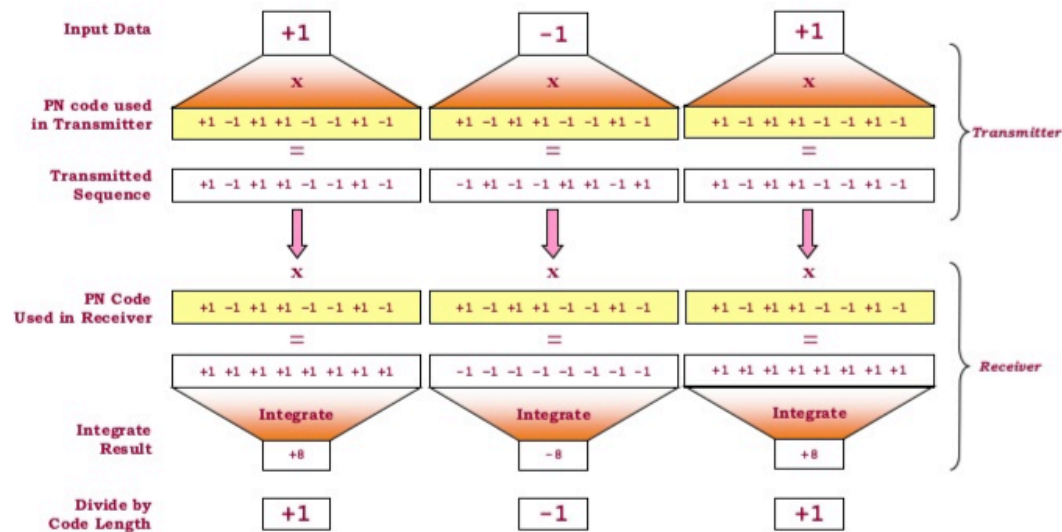 Input Data +1 -1 +1
x x x
PN code used
in Transmitter
+1 -1 +1 +1 -1 -1 +1 -1 +1 -1 +1 +1 -1 -1 +1 -1 +1 -1 +1 +1 -1 -1 +1 -1
Transmitter
= = =
Transmitted
Sequence
+1 -1 +1 +1 -1 -1 +1 -1 -1 +1 -1 -1 +1 +1 -1 +1 +1 -1 +1 +1 -1 -1 +1 -1
x x x
PN Code
Used in Receiver
+1 -1 +1 +1 -1 -1 +1 -1 +1 -1 +1 +1 -1 -1 +1 -1 +1 -1 +1 +1 -1 -1 +1 -1
= = =
+1 +1 +1 +1 +1 +1 +1 +1 -1 -1 -1 -1 -1 -1 -1 -1 +1 +1 +1 +1 +1 +1 +1 +1
Receiver
Integrate Integrate Integrate
Integrate
Result
+8 -8 +8
Divide by
Code Length
+1 -1 +1